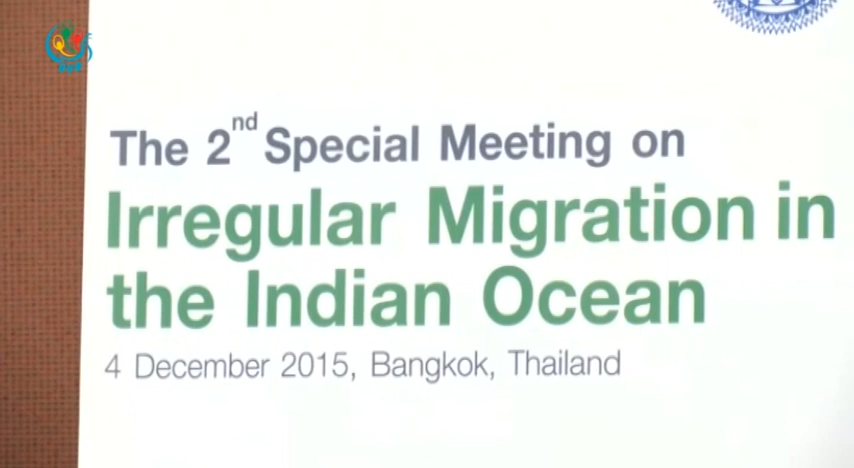 The 2nd Special Meeting on
Irregular Migration in
the Indian Ocean
4 December 2015, Bangkok, Thailand